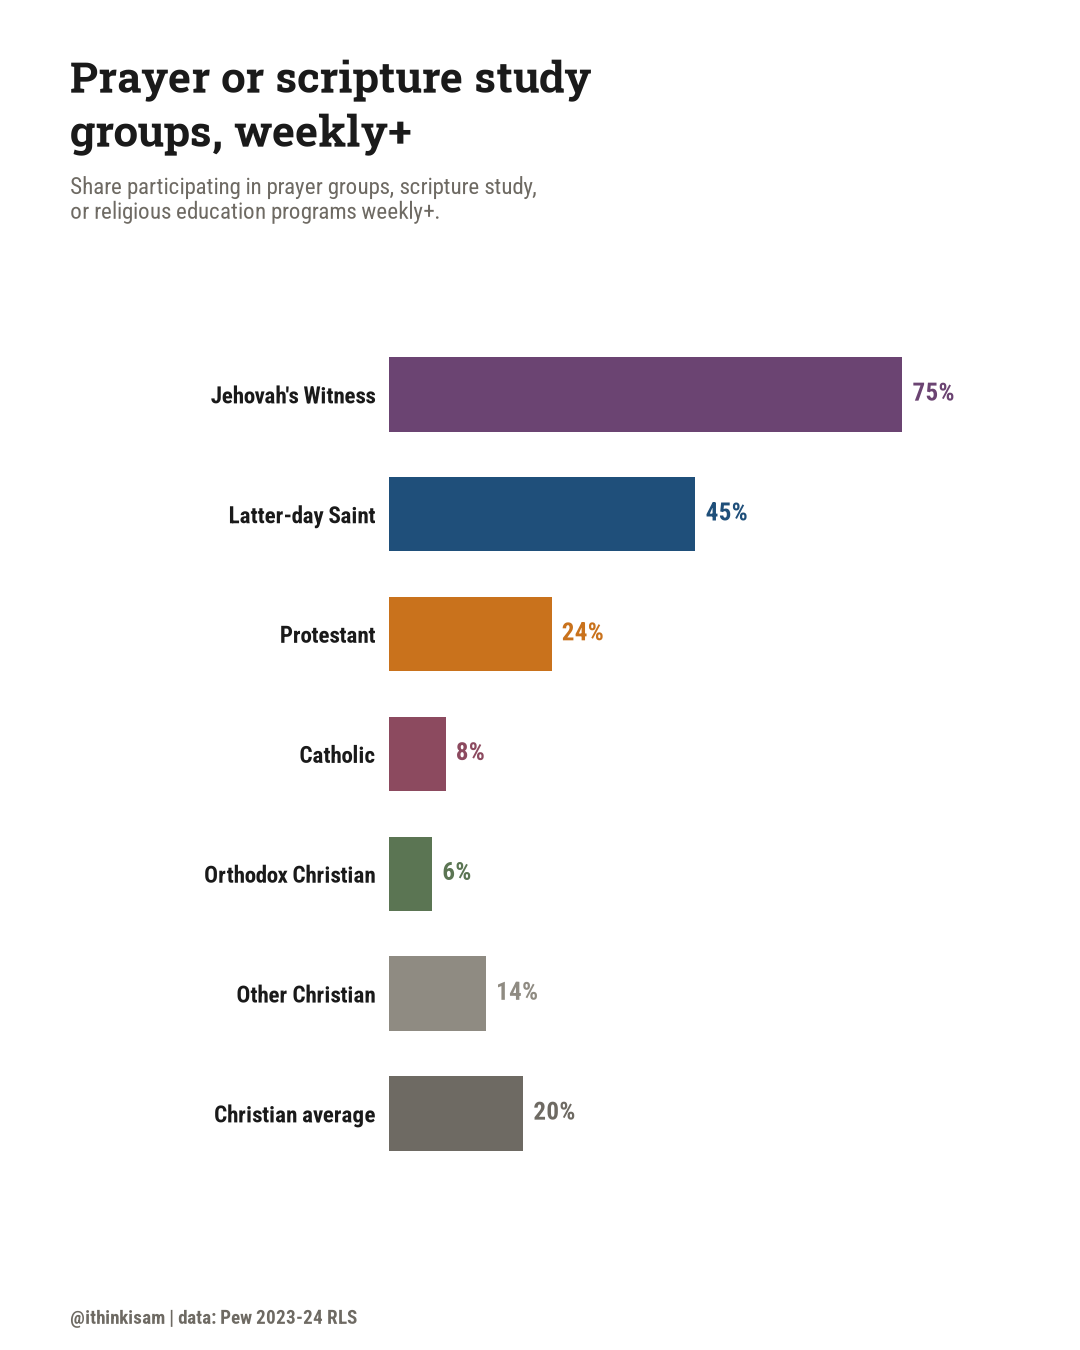 Prayer or scripture study
groups, weekly+
Share participating in prayer groups, scripture study,
or religious education programs weekly+.
Jehovah's Witness 75%
Latter-day Saint 45%
Protestant 24%
Catholic 8%
Orthodox Christian 6%
Other Christian 14%
Christian average 20%
@ithinkisam | data: Pew 2023-24 RLS